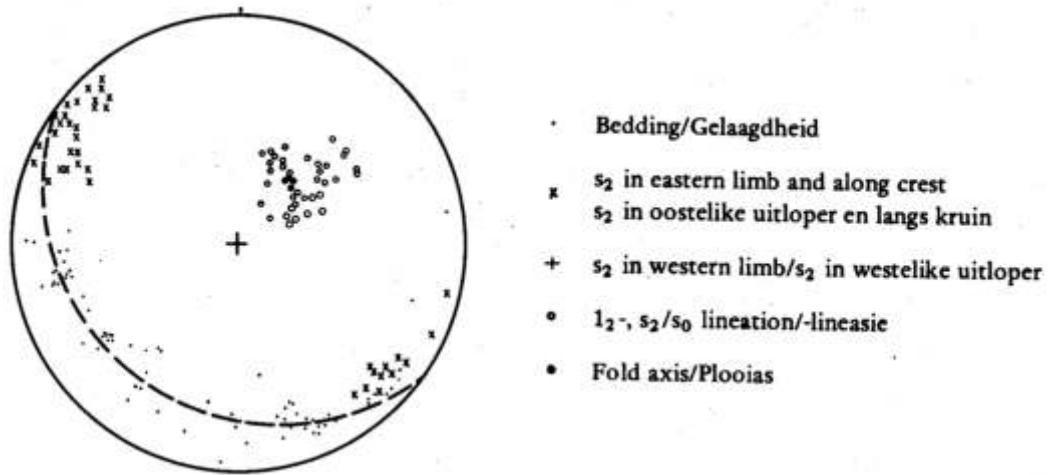 Bedding/Gelaagdheid
s₂ in eastern limb and along crest
s₂ in oostelike uitloper en langs kruin
s₂ in western limb/s₂ in westelike uitloper
l₂-, s₂/s₀ lineation/-lineasie
Fold axis/Plooias